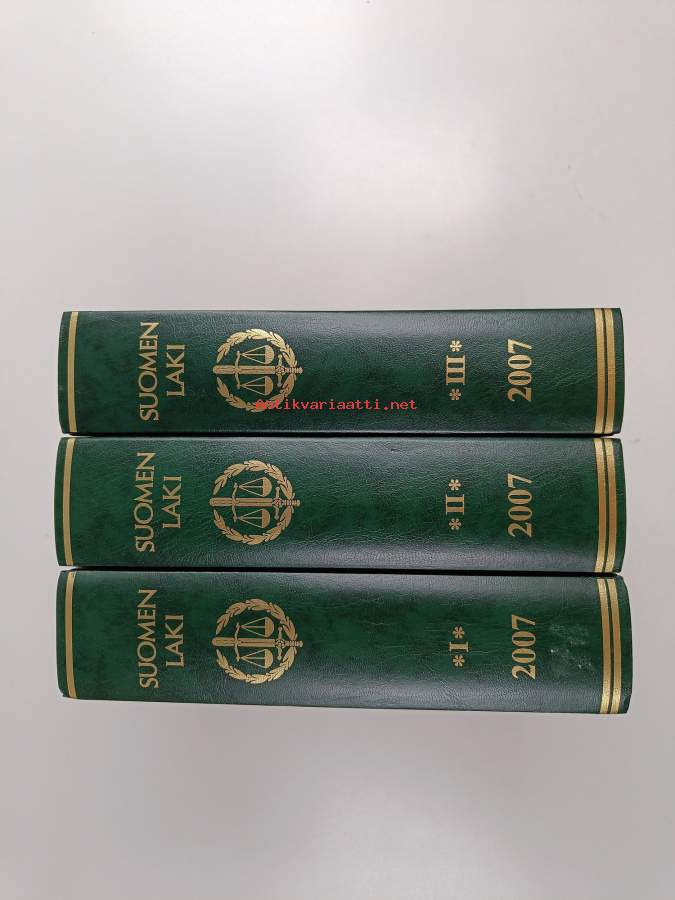 SUOMEN
LAKI
*III*
2007
antikvariaatti.net
SUOMEN
LAKI
*II*
2007
SUOMEN
LAKI
*I*
2007